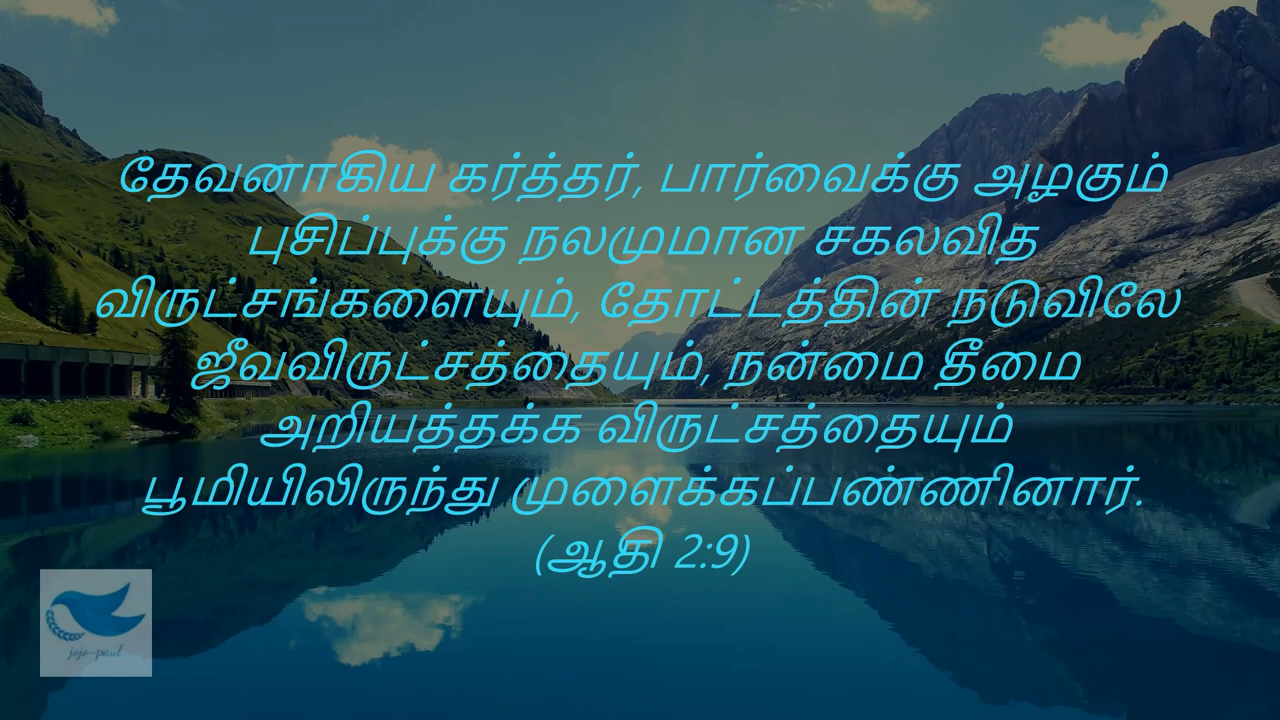 தேவனாகிய கர்த்தர், பார்வைக்கு அழகும்
புசிப்புக்கு நலமுமான சகலவித
விருட்சங்களையும், தோட்டத்தின் நடுவிலே
ஜீவவிருட்சத்தையும், நன்மை தீமை
அறியத்தக்க விருட்சத்தையும்
பூமியிலிருந்து முளைக்கப்பண்ணினார்.
(ஆதி 2:9)
jojo-paul